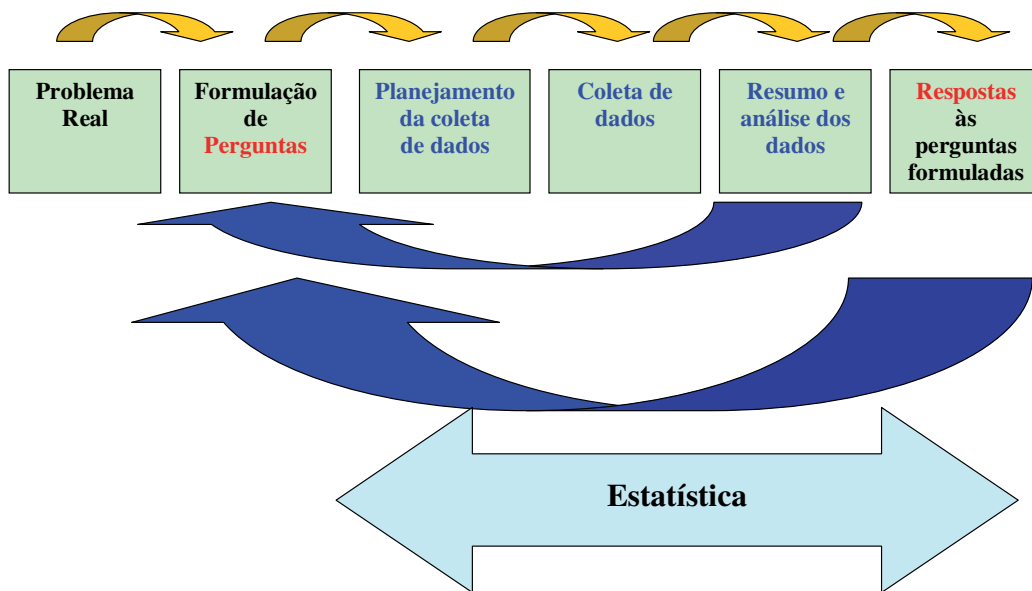 Problema
Real
Formulação
de
Perguntas
Planejamento
da coleta
de dados
Coleta de
dados
Resumo e
análise dos
dados
Respostas
às
perguntas
formuladas
Estatística